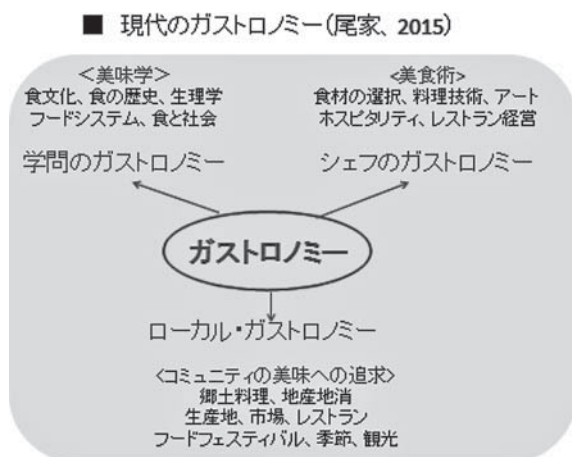 ■ 現代のガストロノミー(尾家、2015)
<美味学>
食文化、食の歴史、生理学
フードシステム、食と社会
学問のガストロノミー
<美食術>
食材の選択、料理技術、アート
ホスピタリティ、レストラン経営
シェフのガストロノミー
ガストロノミー
ローカル・ガストロノミー
<コミュニティの美味への追求>
郷土料理、地産地消
生産地、市場、レストラン
フードフェスティバル、季節、観光